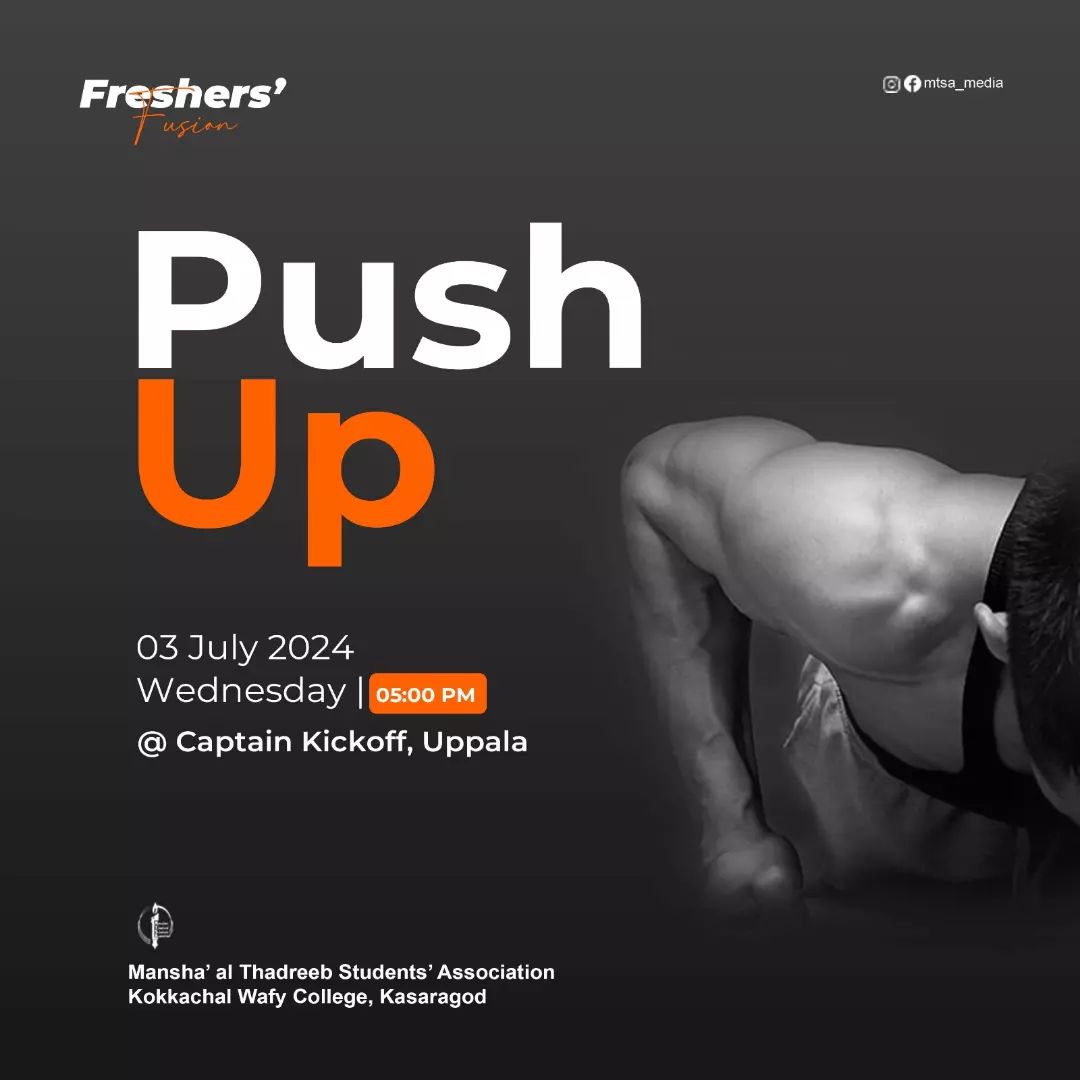 Freshers’
Fusion
mtsa_media
Push
Up
03 July 2024
Wednesday | 05:00 PM
@ Captain Kickoff, Uppala
Mansha’ al Thadreeb Students’ Association
Kokkachal Wafy College, Kasaragod